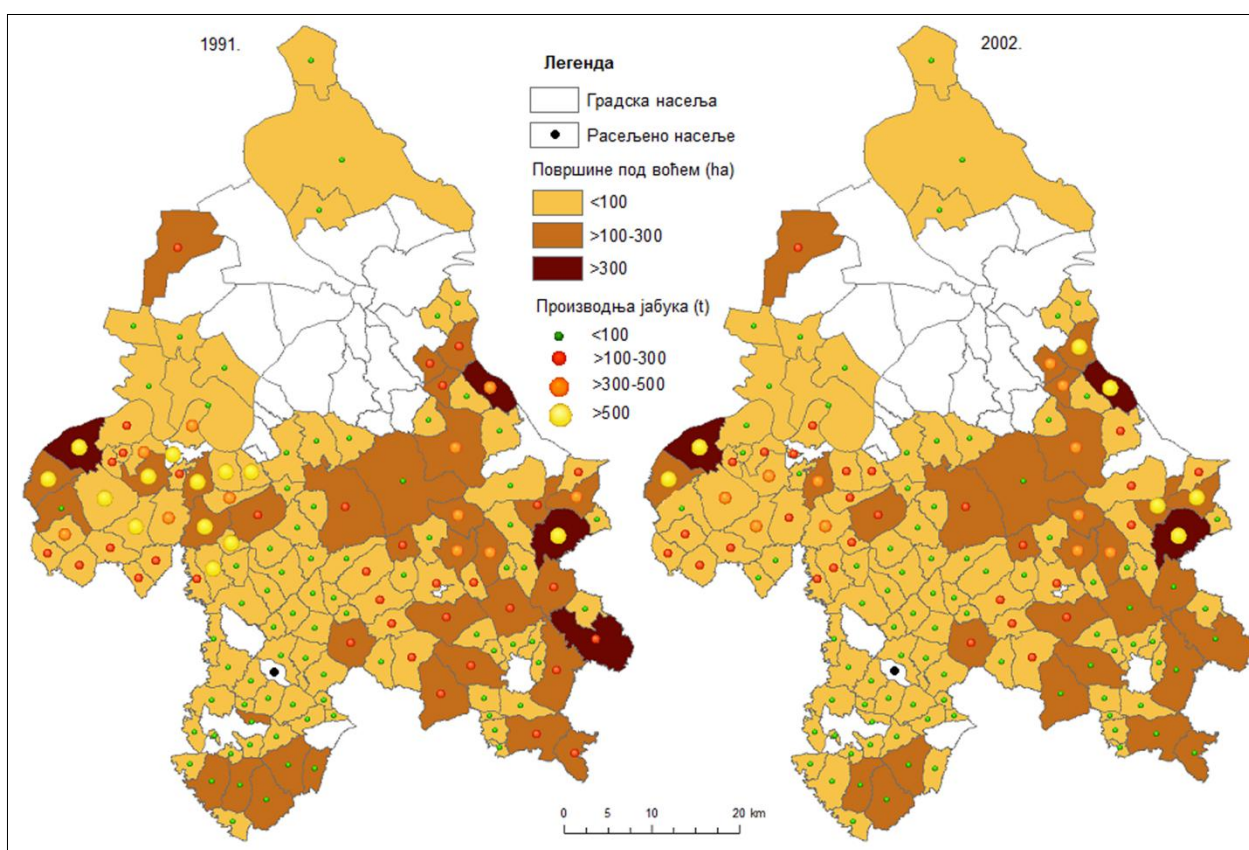 1991.
2002.
Легенда
Градска насеља
Расељено насеље
Површине под воћем (ha)
<100
>100-300
>300
Производња јабука (t)
<100
>100-300
>300-500
>500
0 5 10 20 km